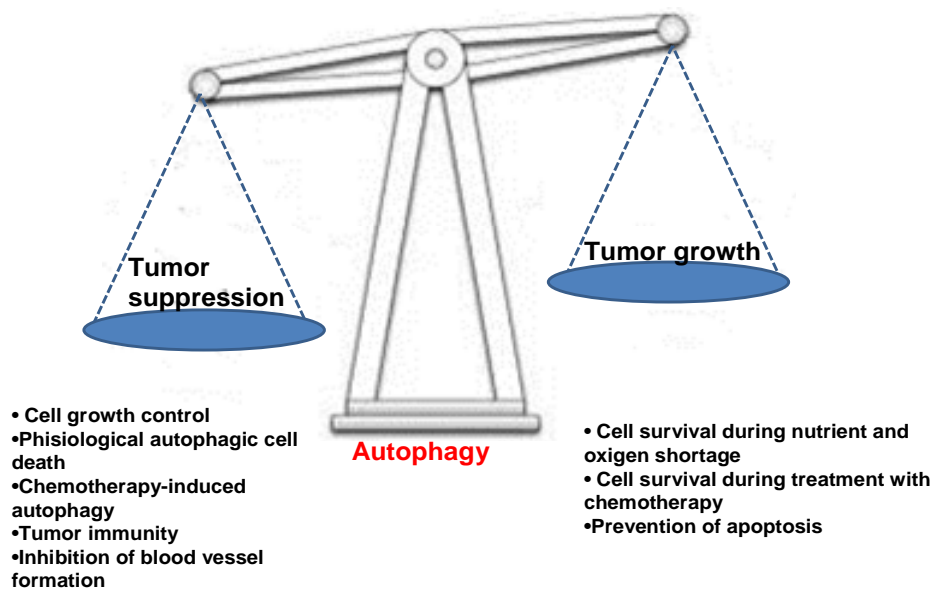 Tumor
suppression
Tumor growth
• Cell growth control
•Phisiological autophagic cell
death
•Chemotherapy-induced
autophagy
•Tumor immunity
•Inhibition of blood vessel
formation
Autophagy
• Cell survival during nutrient and
oxigen shortage
• Cell survival during treatment with
chemotherapy
•Prevention of apoptosis